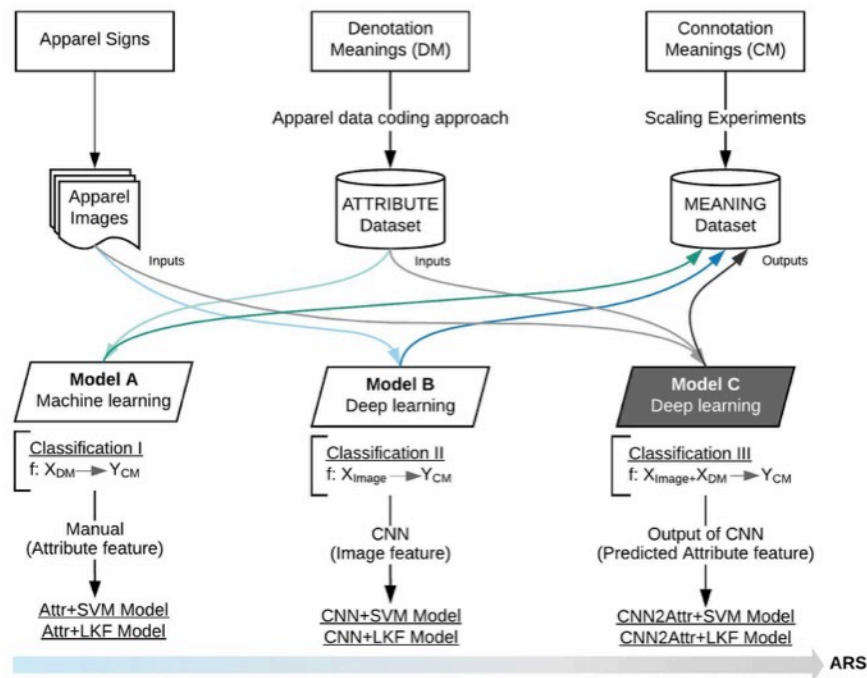 Apparel Signs
Denotation
Meanings (DM)
Connotation
Meanings (CM)
Apparel data coding approach
Scaling Experiments
Apparel
Images
ATTRIBUTE
Dataset
MEANING
Dataset
Inputs
Inputs
Outputs
Model A
Machine learning
Model B
Deep learning
Model C
Deep learning
Classification I
f: XDM → YCM
Classification II
f: XImage → YCM
Classification III
f: XImage+XDM → YCM
Manual
(Attribute feature)
CNN
(Image feature)
Output of CNN
(Predicted Attribute feature)
Attr+SVM Model
Attr+LKF Model
CNN+SVM Model
CNN+LKF Model
CNN2Attr+SVM Model
CNN2Attr+LKF Model
ARS